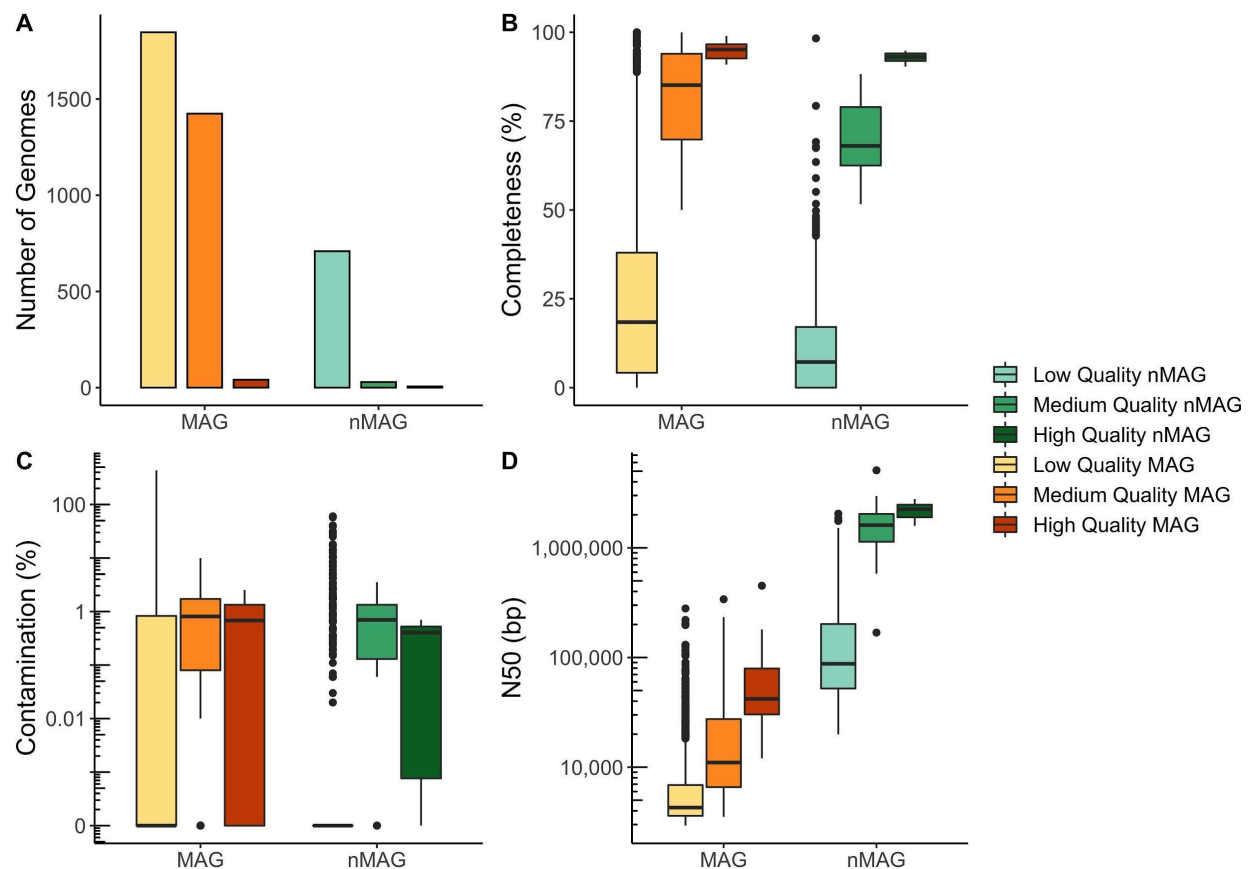 A
Number of Genomes
1500
1000
500
0
MAG
nMAG
B
Completeness (%)
100
75
50
25
0
MAG
nMAG
C
Contamination (%)
100
1
0.01
0
MAG
nMAG
D
N50 (bp)
1,000,000
100,000
10,000
MAG
nMAG
Low Quality nMAG
Medium Quality nMAG
High Quality nMAG
Low Quality MAG
Medium Quality MAG
High Quality MAG